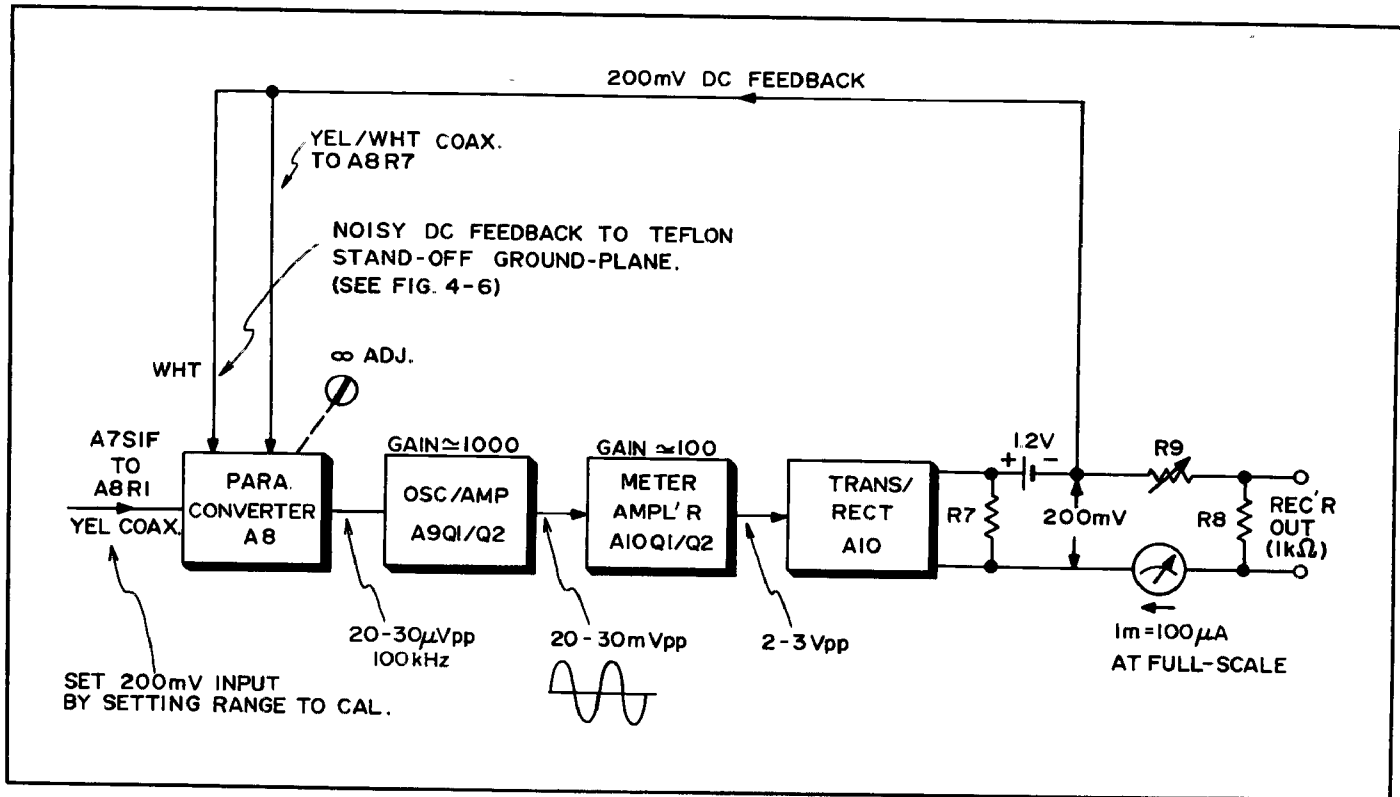 200mV DC FEEDBACK
YEL/WHT COAX.
TO A8R7
NOISY DC FEEDBACK TO TEFLON
STAND-OFF GROUND-PLANE.
(SEE FIG. 4-6)
WHT
∞ ADJ.
A7S1F
TO
A8R1
YEL COAX.
PARA.
CONVERTER
A8
GAIN≃1000
OSC/AMP
A9Q1/Q2
GAIN ≃100
METER
AMPL'R
A10Q1/Q2
TRANS/
RECT
A10
R7
+ 1.2V -
200mV
R9
R8
REC'R
OUT
(1kΩ)
20-30μVpp
100kHz
20-30mVpp
2-3Vpp
1m=100μA
AT FULL-SCALE
SET 200mV INPUT
BY SETTING RANGE TO CAL.